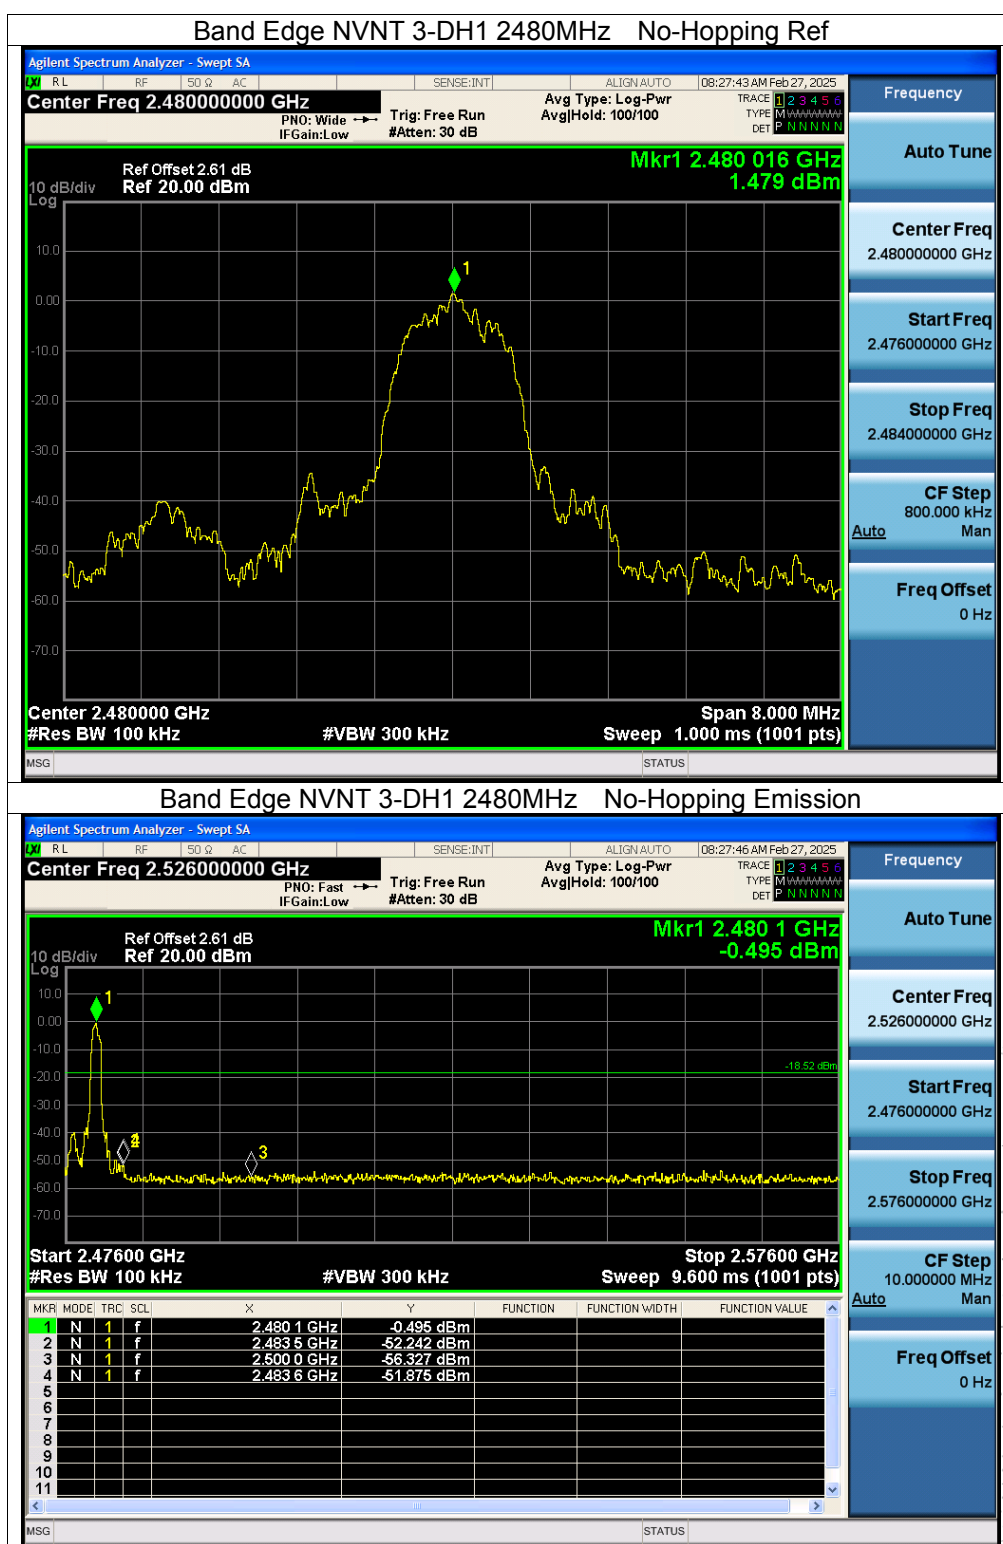 Band Edge NVNT 3-DH1 2480MHz No-Hopping Ref
Agilent Spectrum Analyzer - Swept SA
LXI RL RF 50 Ω AC SENSE:INT ALIGN AUTO 08:27:43 AM Feb 27, 2025
Center Freq 2.480000000 GHz
PNO: Wide
IFGain:Low
Trig: Free Run
#Atten: 30 dB
Avg Type: Log-Pwr
Avg|Hold: 100/100
TRACE 1 2 3 4 5 6
TYPE M WWWWW
DET P N N N N N
Frequency
Auto Tune
Center Freq
2.480000000 GHz
Start Freq
2.476000000 GHz
Stop Freq
2.484000000 GHz
CF Step
800.000 kHz
Auto Man
Freq Offset
0 Hz
Mkr1 2.480 016 GHz
1.479 dBm
Ref Offset 2.61 dB
10 dB/div Ref 20.00 dBm
Log
1
10.0
0.00
-10.0
-20.0
-30.0
-40.0
-50.0
-60.0
-70.0
Center 2.480000 GHz Span 8.000 MHz
#Res BW 100 kHz #VBW 300 kHz Sweep 1.000 ms (1001 pts)
MSG STATUS
Band Edge NVNT 3-DH1 2480MHz No-Hopping Emission
Agilent Spectrum Analyzer - Swept SA
LXI RL RF 50 Ω AC SENSE:INT ALIGN AUTO 08:27:46 AM Feb 27, 2025
Center Freq 2.526000000 GHz
PNO: Fast
IFGain:Low
Trig: Free Run
#Atten: 30 dB
Avg Type: Log-Pwr
Avg|Hold: 100/100
TRACE 1 2 3 4 5 6
TYPE M WWWWW
DET P N N N N N
Frequency
Auto Tune
Center Freq
2.526000000 GHz
Start Freq
2.476000000 GHz
Stop Freq
2.576000000 GHz
CF Step
10.000000 MHz
Auto Man
Freq Offset
0 Hz
Mkr1 2.480 1 GHz
-0.495 dBm
Ref Offset 2.61 dB
10 dB/div Ref 20.00 dBm
Log
1
10.0
0.00
-10.0
-18.52 dBm
-20.0
-30.0
-40.0
3
-50.0
-60.0
-70.0
Start 2.47600 GHz Stop 2.57600 GHz
#Res BW 100 kHz #VBW 300 kHz Sweep 9.600 ms (1001 pts)
MKR MODE TRC SCL X Y FUNCTION FUNCTION WIDTH FUNCTION VALUE
1 N 1 f 2.480 1 GHz -0.495 dBm
2 N 1 f 2.483 5 GHz -52.242 dBm
3 N 1 f 2.500 0 GHz -56.327 dBm
4 N 1 f 2.483 6 GHz -51.875 dBm
5
6
7
8
9
10
11
MSG STATUS